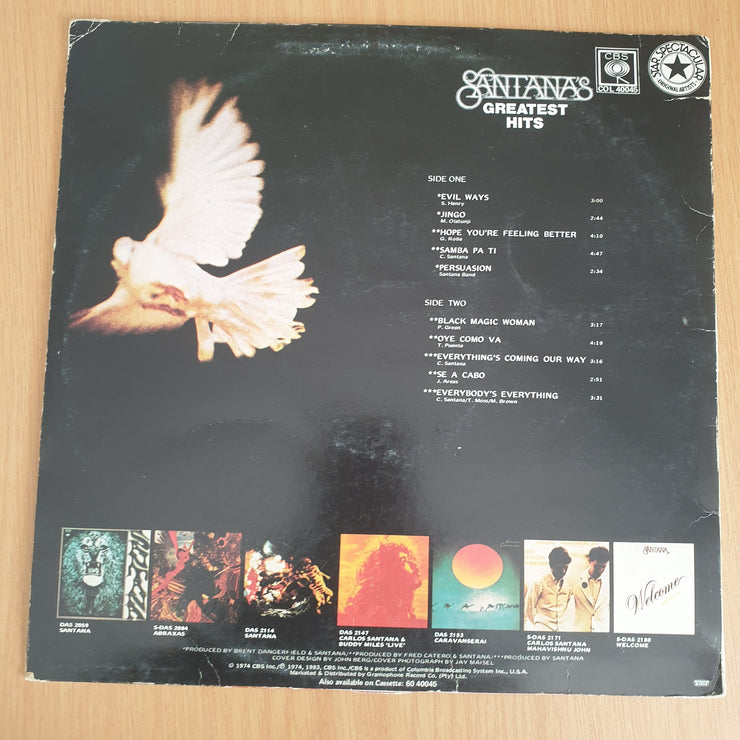 SANTANA'S
GREATEST
HITS
CBS
COL 40045
STAR SPECTACULAR
ORIGINAL ARTISTS
SIDE ONE
*EVIL WAYS 3:00
S. Henry
*JINGO 2:44
M. Olatunji
**HOPE YOU'RE FEELING BETTER 4:10
G. Rolie
**SAMBA PA TI 4:47
C. Santana
*PERSUASION 2:34
Santana Band
SIDE TWO
**BLACK MAGIC WOMAN 3:17
P. Green
**OYE COMO VA 4:19
T. Puente
***EVERYTHING'S COMING OUR WAY 3:16
C. Santana
**SE A CABO 2:51
J. Areas
***EVERYBODY'S EVERYTHING 3:31
C. Santana/T. Moss/M. Brown
SANTANA
Welcome
DAS 2059
SANTANA
S-DAS 2084
ABRAXAS
DAS 2114
SANTANA
DAS 2147
CARLOS SANTANA &
BUDDY MILES 'LIVE'
DAS 2153
CARAVANSERAI
S-DAS 2171
CARLOS SANTANA
MAHAVISHNU JOHN
S-DAS 2180
WELCOME
*PRODUCED BY BRENT DANGERFIELD & SANTANA/**PRODUCED BY FRED CATERO & SANTANA/***PRODUCED BY SANTANA
COVER DESIGN BY JOHN BERG/COVER PHOTOGRAPH BY JAY MAISEL
© 1974 CBS Inc/℗ 1974, 1983, CBS Inc./CBS is a product of Columbia Broadcasting System Inc., U.S.A.
Marketed & Distributed by Gramophone Record Co. (Pty) Ltd.
Also available on Cassette: 60 40045